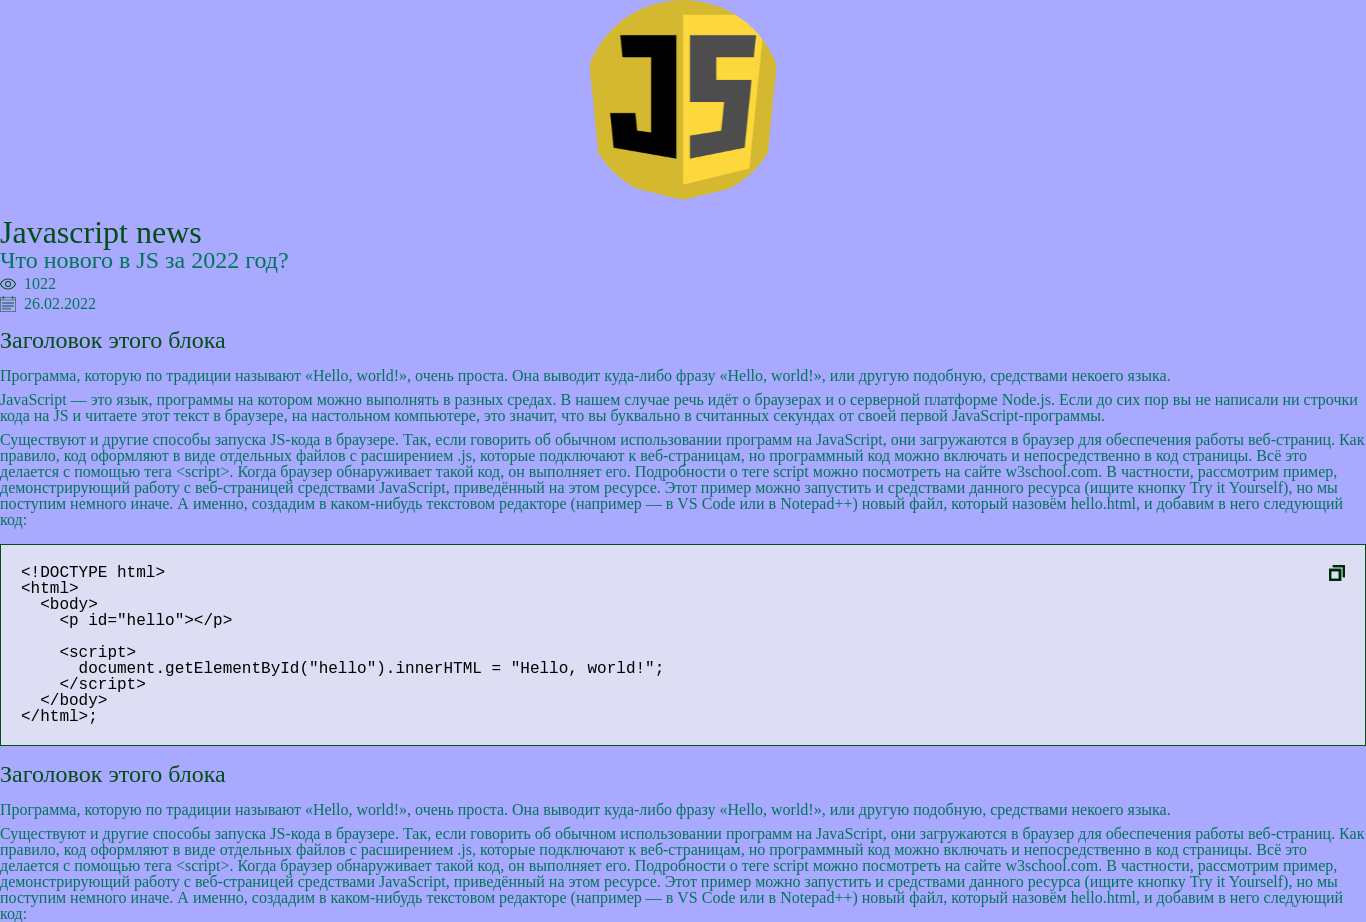 JS
Javascript news
Что нового в JS за 2022 год?
1022
26.02.2022
Заголовок этого блока
Программа, которую по традиции называют «Hello, world!», очень проста. Она выводит куда-либо фразу «Hello, world!», или другую подобную, средствами некоего языка.
JavaScript — это язык, программы на котором можно выполнять в разных средах. В нашем случае речь идёт о браузерах и о серверной платформе Node.js. Если до сих пор вы не написали ни строчки
кода на JS и читаете этот текст в браузере, на настольном компьютере, это значит, что вы буквально в считанных секундах от своей первой JavaScript-программы.
Существуют и другие способы запуска JS-кода в браузере. Так, если говорить об обычном использовании программ на JavaScript, они загружаются в браузер для обеспечения работы веб-страниц. Как
правило, код оформляют в виде отдельных файлов с расширением .js, которые подключают к веб-страницам, но программный код можно включать и непосредственно в код страницы. Всё это
делается с помощью тега <script>. Когда браузер обнаруживает такой код, он выполняет его. Подробности о теге script можно посмотреть на сайте w3school.com. В частности, рассмотрим пример,
демонстрирующий работу с веб-страницей средствами JavaScript, приведённый на этом ресурсе. Этот пример можно запустить и средствами данного ресурса (ищите кнопку Try it Yourself), но мы
поступим немного иначе. А именно, создадим в каком-нибудь текстовом редакторе (например — в VS Code или в Notepad++) новый файл, который назовём hello.html, и добавим в него следующий
код:
<!DOCTYPE html>
<html>
  <body>
    <p id="hello"></p>

    <script>
      document.getElementById("hello").innerHTML = "Hello, world!";
    </script>
  </body>
</html>;
Заголовок этого блока
Программа, которую по традиции называют «Hello, world!», очень проста. Она выводит куда-либо фразу «Hello, world!», или другую подобную, средствами некоего языка.
Существуют и другие способы запуска JS-кода в браузере. Так, если говорить об обычном использовании программ на JavaScript, они загружаются в браузер для обеспечения работы веб-страниц. Как
правило, код оформляют в виде отдельных файлов с расширением .js, которые подключают к веб-страницам, но программный код можно включать и непосредственно в код страницы. Всё это
делается с помощью тега <script>. Когда браузер обнаруживает такой код, он выполняет его. Подробности о теге script можно посмотреть на сайте w3school.com. В частности, рассмотрим пример,
демонстрирующий работу с веб-страницей средствами JavaScript, приведённый на этом ресурсе. Этот пример можно запустить и средствами данного ресурса (ищите кнопку Try it Yourself), но мы
поступим немного иначе. А именно, создадим в каком-нибудь текстовом редакторе (например — в VS Code или в Notepad++) новый файл, который назовём hello.html, и добавим в него следующий
код: